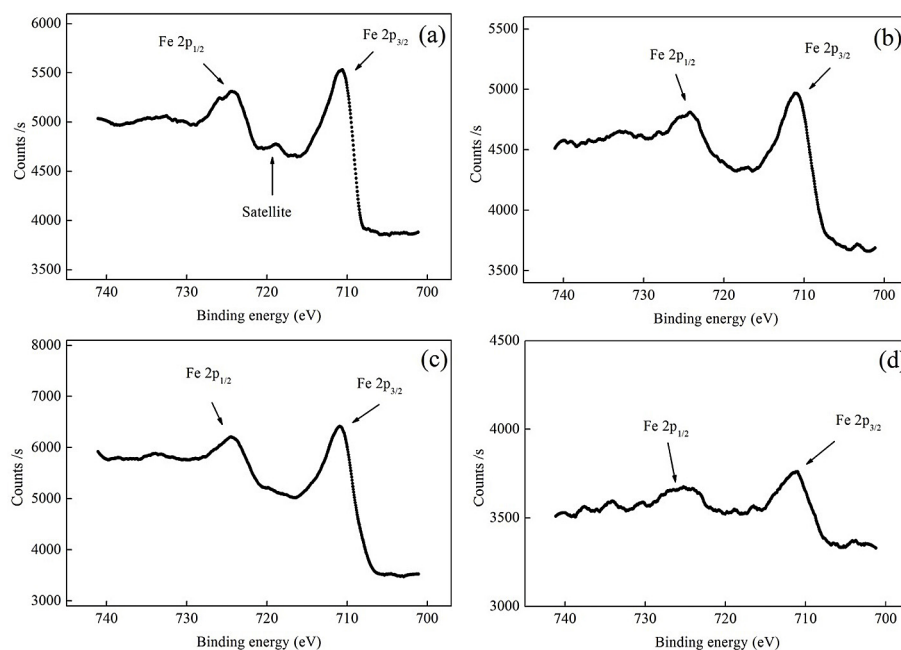 (a)
Fe 2p1/2
Fe 2p3/2
Satellite
6000
5500
5000
4500
4000
3500
Counts /s
740
730
720
710
700
Binding energy (eV)
(b)
Fe 2p1/2
Fe 2p3/2
5500
5000
4500
4000
3500
Counts /s
740
730
720
710
700
Binding energy (eV)
(c)
Fe 2p1/2
Fe 2p3/2
8000
7000
6000
5000
4000
3000
Counts /s
740
730
720
710
700
Binding energy (eV)
(d)
Fe 2p1/2
Fe 2p3/2
4500
4000
3500
3000
Counts /s
740
730
720
710
700
Binding energy (eV)